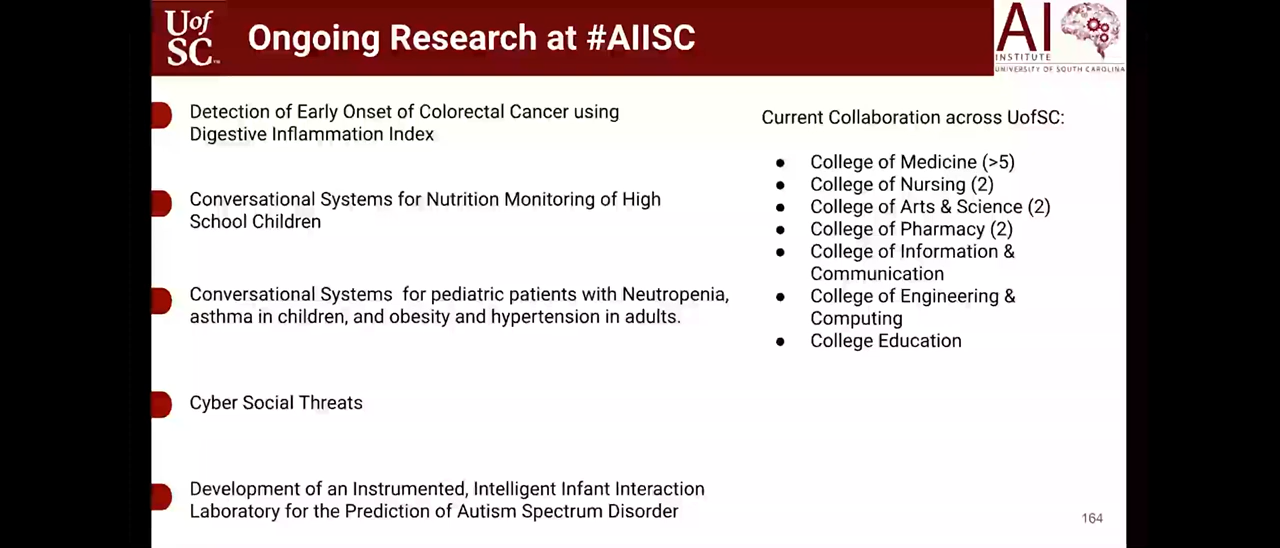 UofSC
Ongoing Research at #AIISC
AI
INSTITUTE
UNIVERSITY OF SOUTH CAROLINA
Detection of Early Onset of Colorectal Cancer using
Digestive Inflammation Index
Conversational Systems for Nutrition Monitoring of High
School Children
Conversational Systems  for pediatric patients with Neutropenia,
asthma in children, and obesity and hypertension in adults.
Cyber Social Threats
Development of an Instrumented, Intelligent Infant Interaction
Laboratory for the Prediction of Autism Spectrum Disorder
Current Collaboration across UofSC:
● College of Medicine (>5)
● College of Nursing (2)
● College of Arts & Science (2)
● College of Pharmacy (2)
● College of Information &
Communication
● College of Engineering &
Computing
● College Education
164